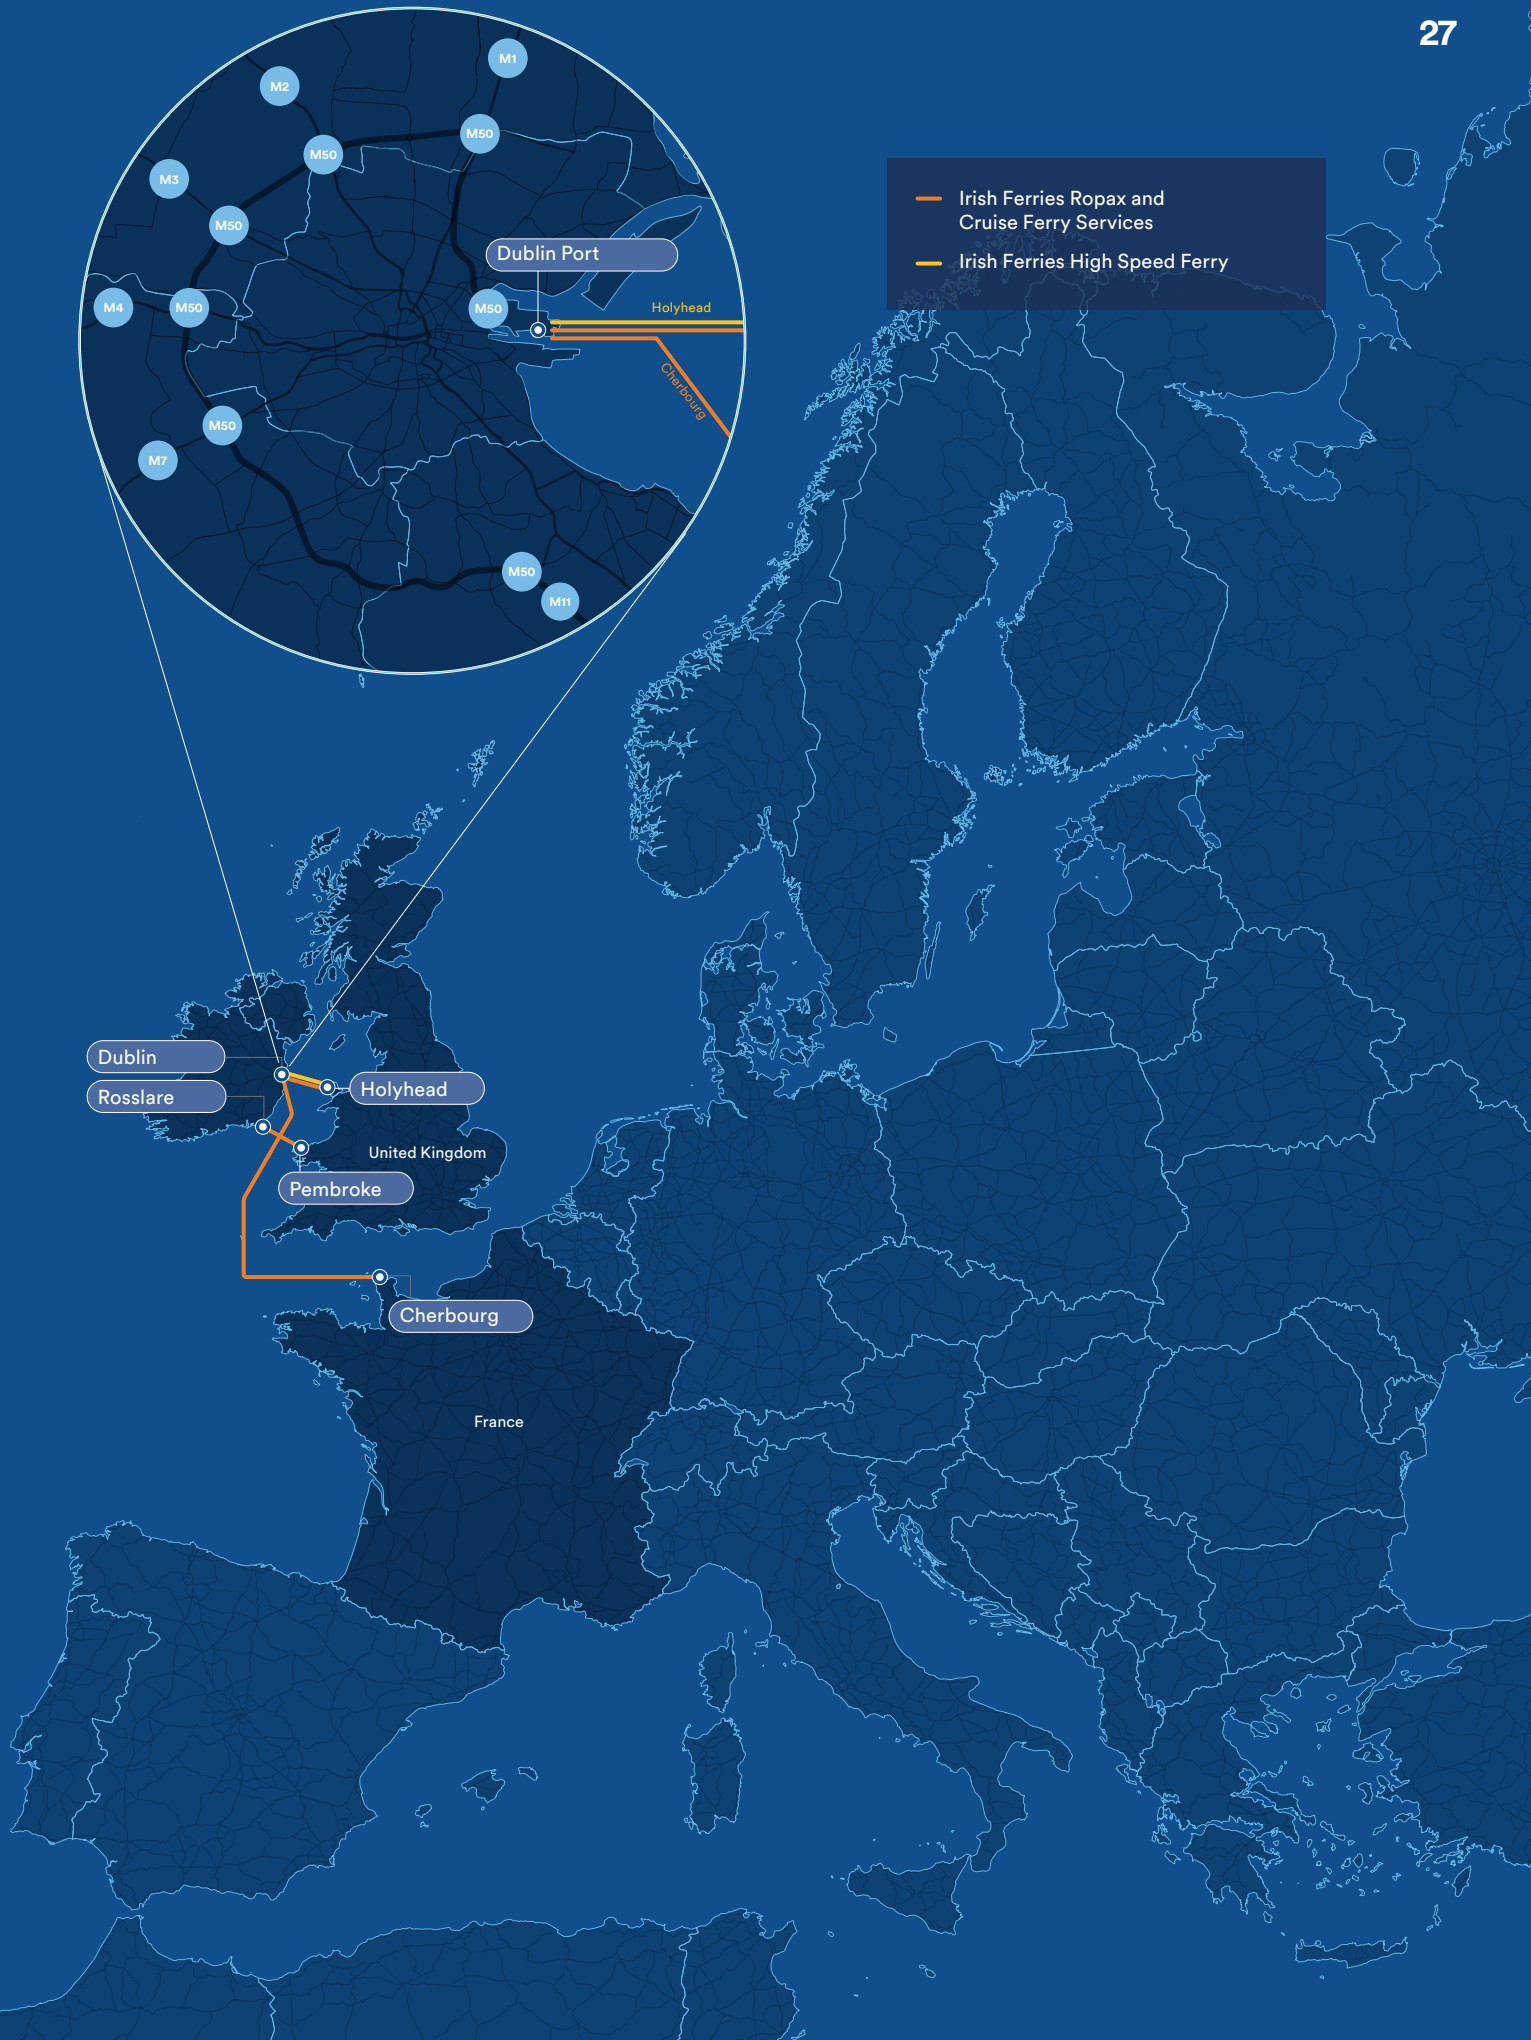 27
M1
M2
M50
M50
M3
M50
Irish Ferries Ropax and
Cruise Ferry Services
Irish Ferries High Speed Ferry
Dublin Port
M4
M50
M50
Holyhead
Cherbourg
M50
M7
M50
M11
Dublin
Rosslare
Holyhead
United Kingdom
Pembroke
Cherbourg
France